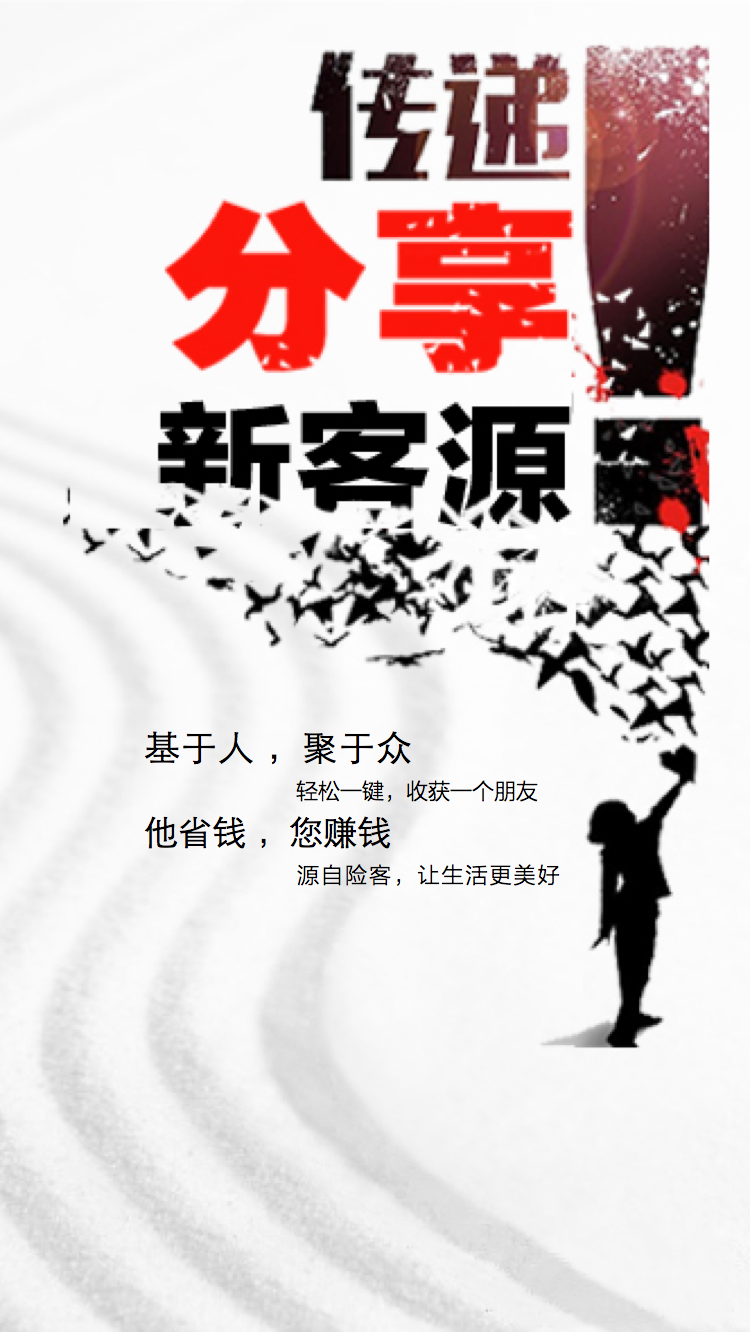 传递
分享
新客源
!
基于人，聚于众
轻松一键，收获一个朋友
他省钱，您赚钱
源自险客，让生活更美好